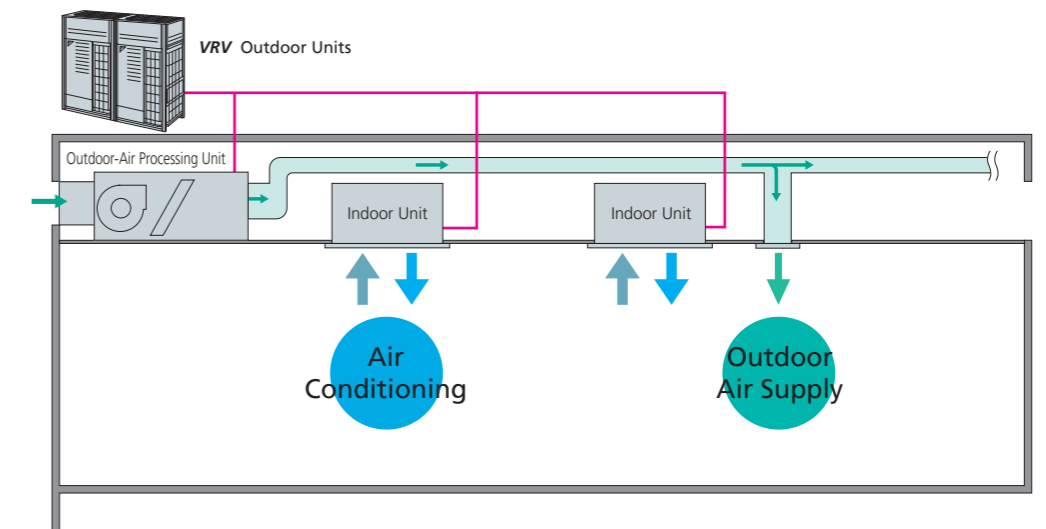 VRV Outdoor Units
Outdoor-Air Processing Unit
Indoor Unit
Indoor Unit
Air
Conditioning
Outdoor
Air Supply